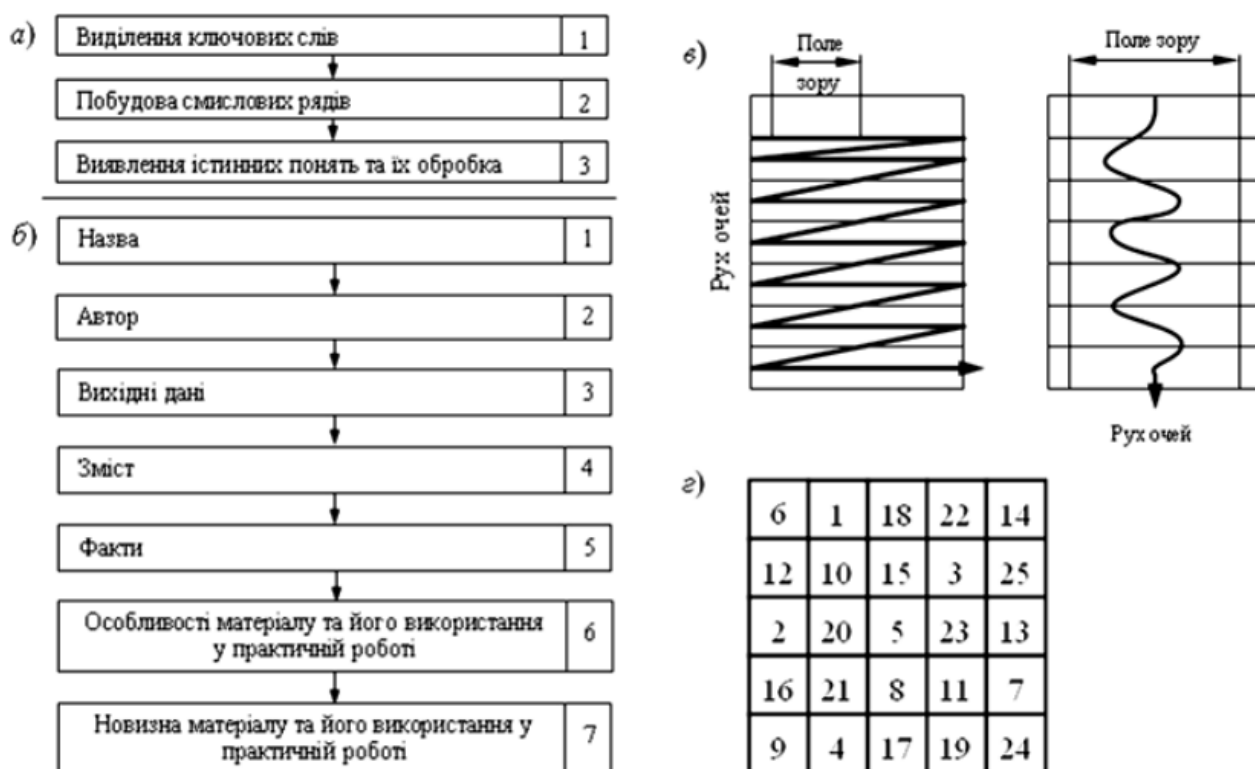 а)
Виділення ключових слів 1
Побудова смислових рядів 2
Виявлення істинних понять та їх обробка 3
б)
Назва 1
Автор 2
Вихідні дані 3
Зміст 4
Факти 5
Особливості матеріалу та його використання
у практичній роботі 6
Новизна матеріалу та його використання у
практичній роботі 7
в)
Поле
зору
Рух очей
Поле зору
Рух очей
г)
6 1 18 22 14
12 10 15 3 25
2 20 5 23 13
16 21 8 11 7
9 4 17 19 24